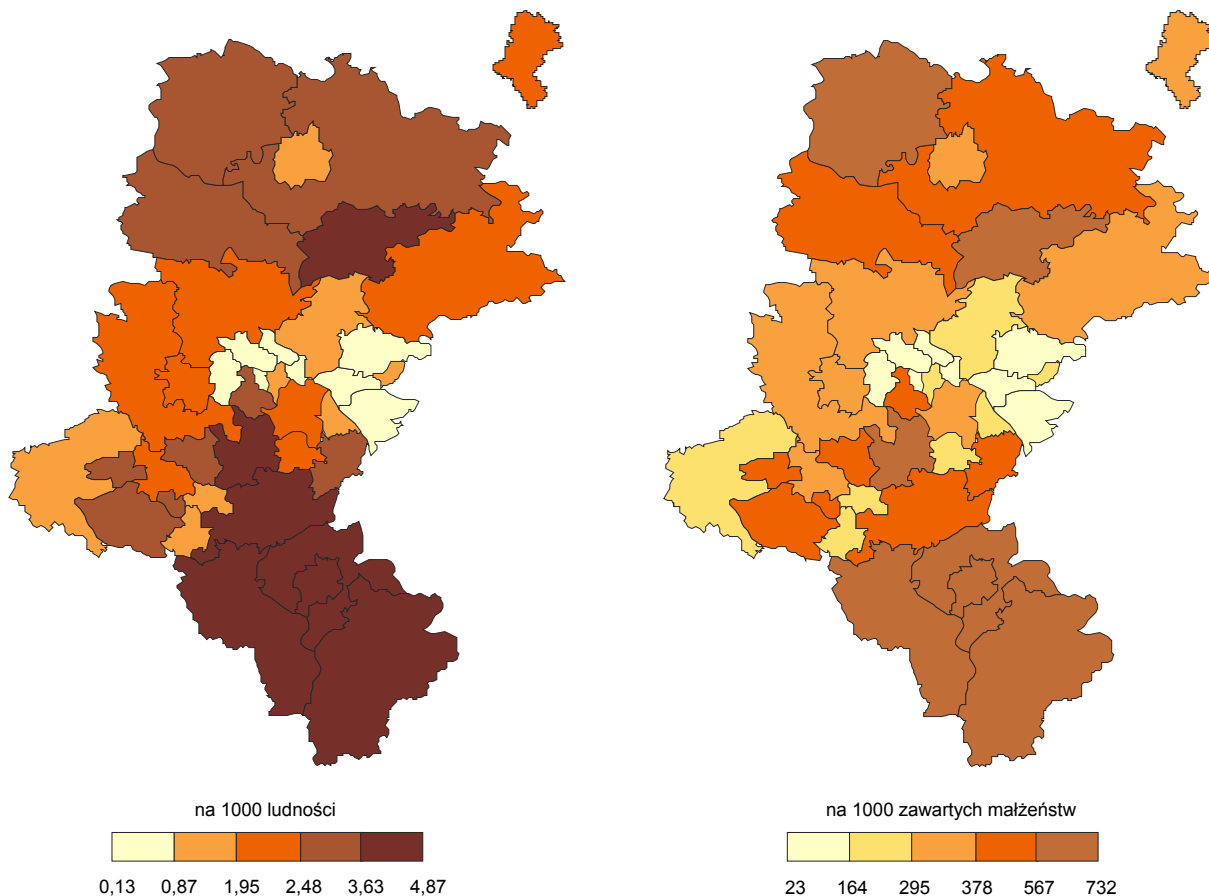 na 1000 ludności
0,13 0,87 1,95 2,48 3,63 4,87
na 1000 zawartych małżeństw
23 164 295 378 567 732